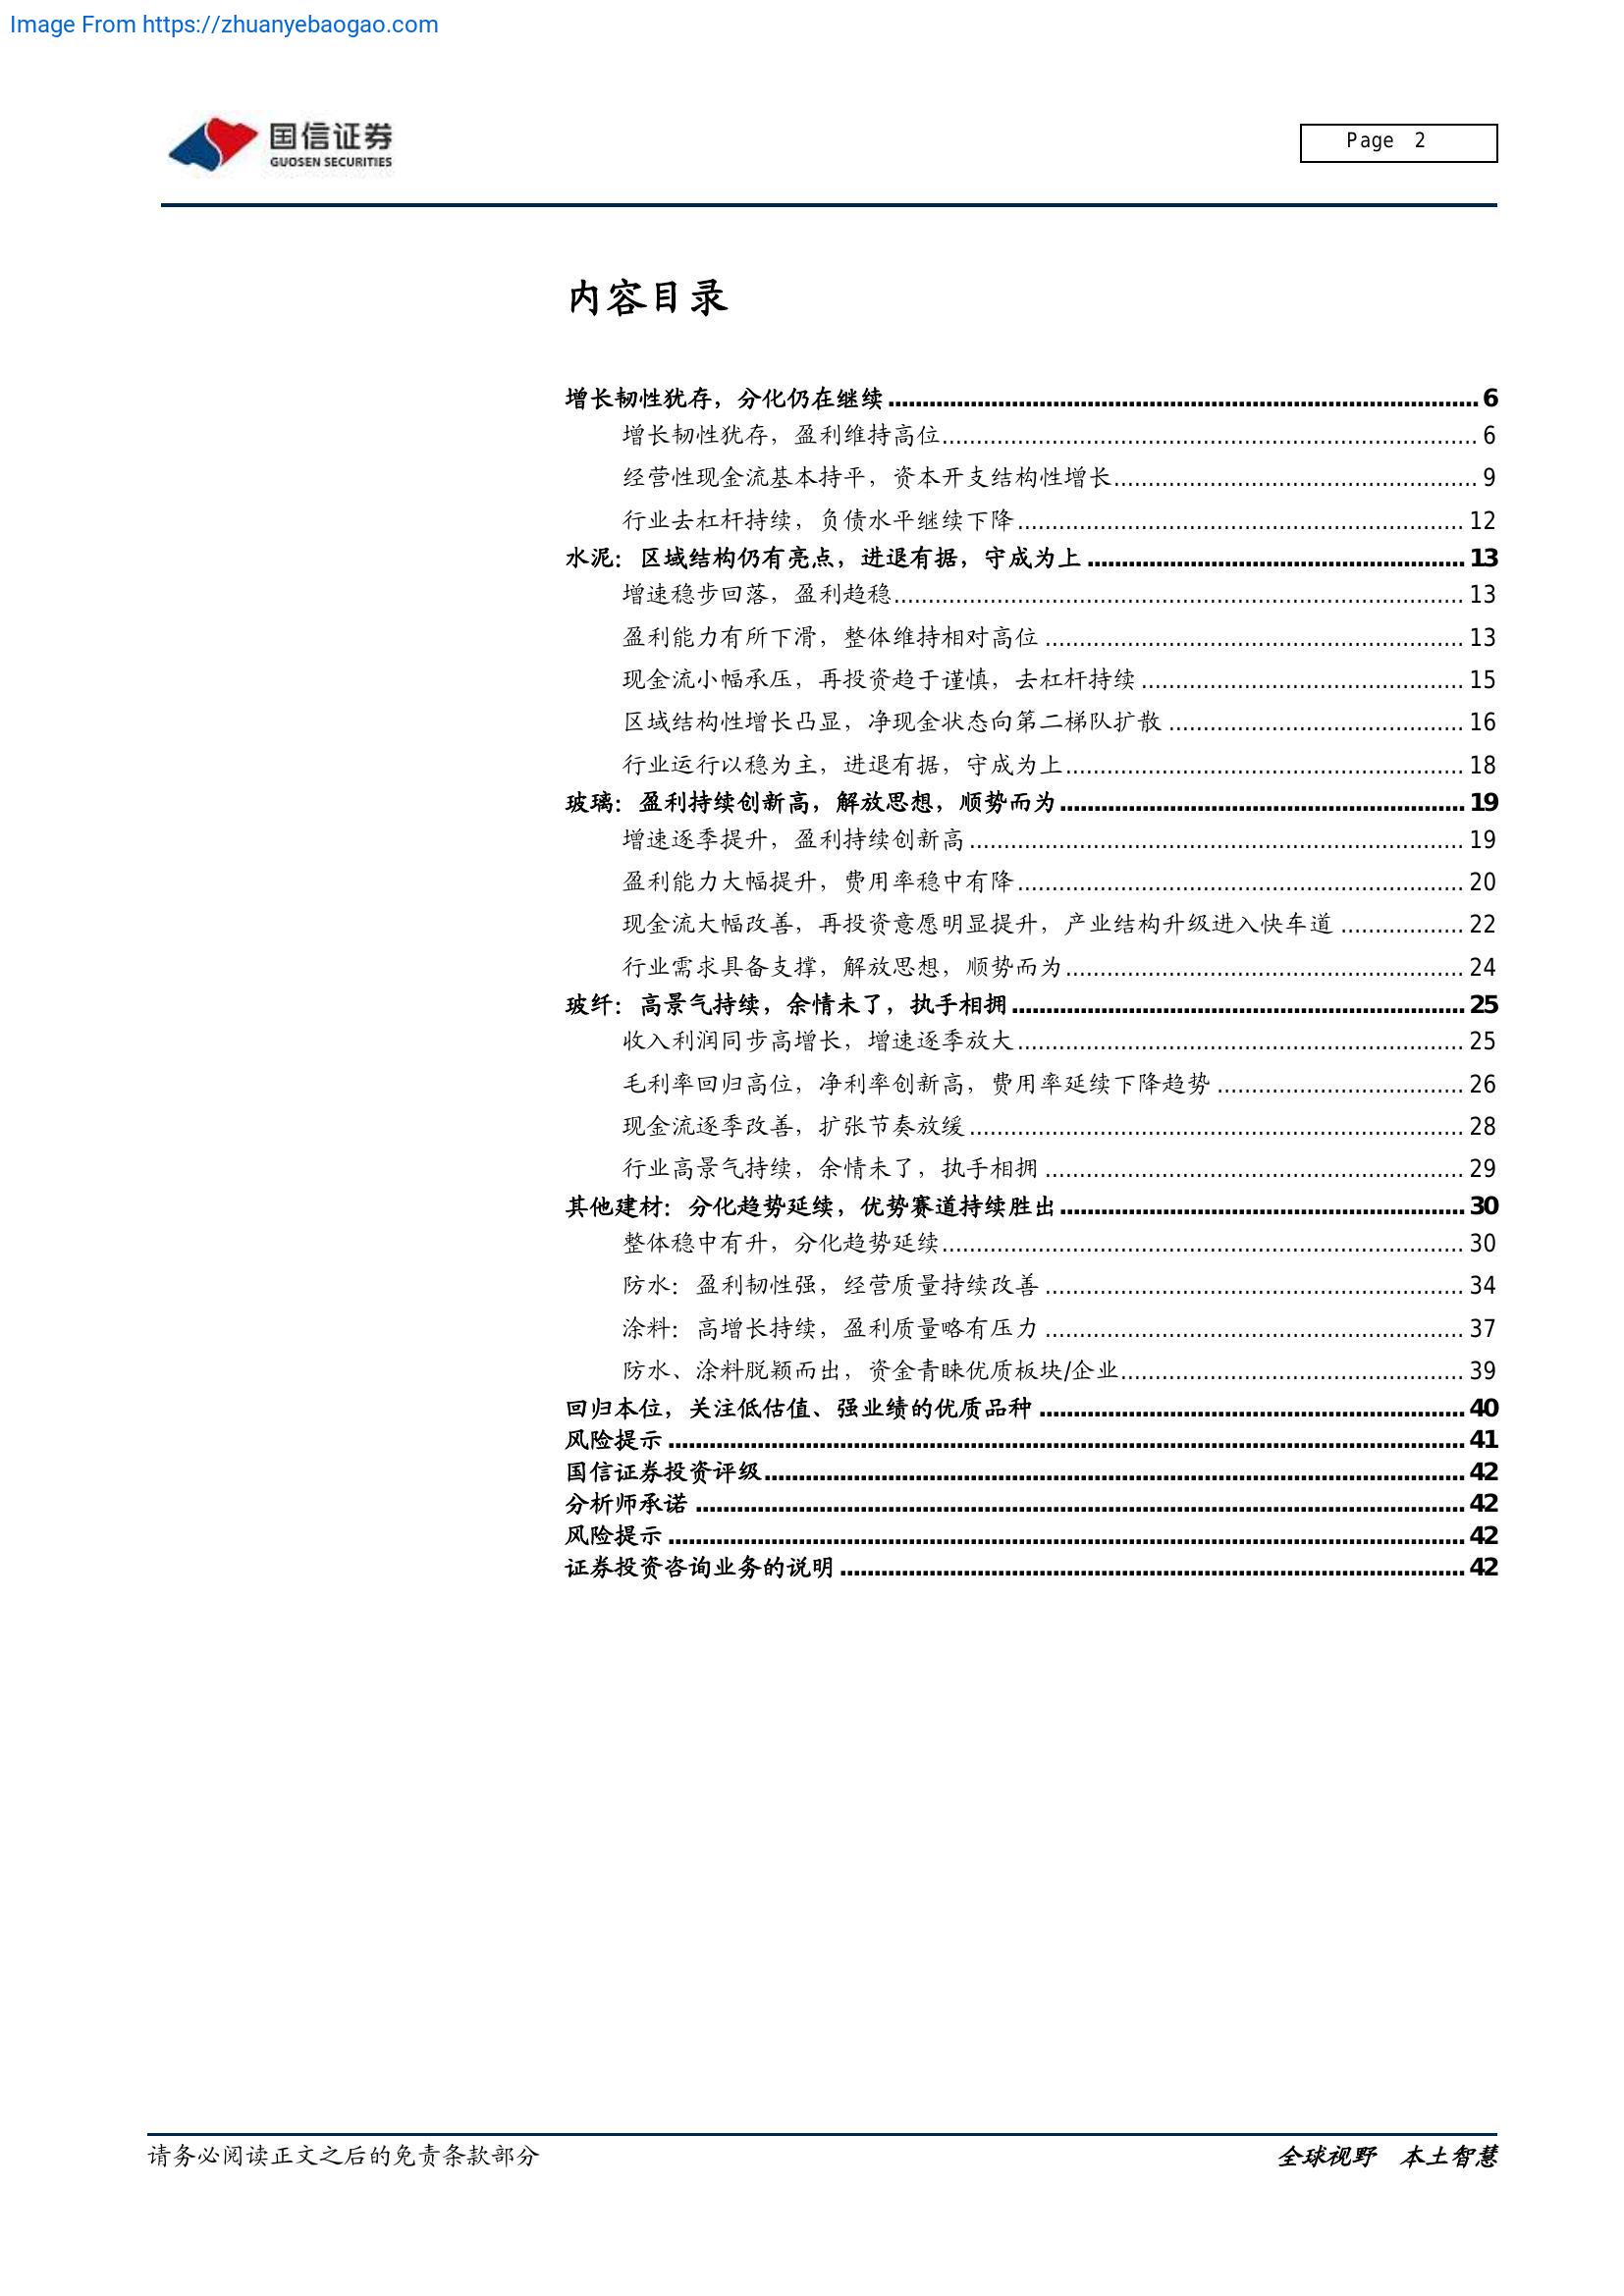 Image From https://zhuanyebaogao.com
国信证券
GUOSEN SECURITIES
Page 2
内容目录
增长韧性犹存，分化仍在继续........................................................................................6
增长韧性犹存，盈利维持高位..............................................................................6
经营性现金流基本持平，资本开支结构性增长.....................................................9
行业去杠杆持续，负债水平继续下降.................................................................12
水泥：区域结构仍有亮点，进退有据，守成为上.......................................................13
增速稳步回落，盈利趋稳...................................................................................13
盈利能力有所下滑，整体维持相对高位.............................................................13
现金流小幅承压，再投资趋于谨慎，去杠杆持续...............................................15
区域结构性增长凸显，净现金状态向第二梯队扩散...........................................16
行业运行以稳为主，进退有据，守成为上..........................................................18
玻璃：盈利持续创新高，解放思想，顺势而为...........................................................19
增速逐季提升，盈利持续创新高........................................................................19
盈利能力大幅提升，费用率稳中有降.................................................................20
现金流大幅改善，再投资意愿明显提升，产业结构升级进入快车道..................22
行业需求具备支撑，解放思想，顺势而为..........................................................24
玻纤：高景气持续，余情未了，执手相拥..................................................................25
收入利润同步高增长，增速逐季放大.................................................................25
毛利率回归高位，净利率创新高，费用率延续下降趋势....................................26
现金流逐季改善，扩张节奏放缓........................................................................28
行业高景气持续，余情未了，执手相拥.............................................................29
其他建材：分化趋势延续，优势赛道持续胜出...........................................................30
整体稳中有升，分化趋势延续............................................................................30
防水：盈利韧性强，经营质量持续改善.............................................................34
涂料：高增长持续，盈利质量略有压力.............................................................37
防水、涂料脱颖而出，资金青睐优质板块/企业..................................................39
回归本位，关注低估值、强业绩的优质品种..............................................................40
风险提示....................................................................................................................41
国信证券投资评级......................................................................................................42
分析师承诺................................................................................................................42
风险提示....................................................................................................................42
证券投资咨询业务的说明...........................................................................................42
请务必阅读正文之后的免责条款部分
全球视野 本土智慧